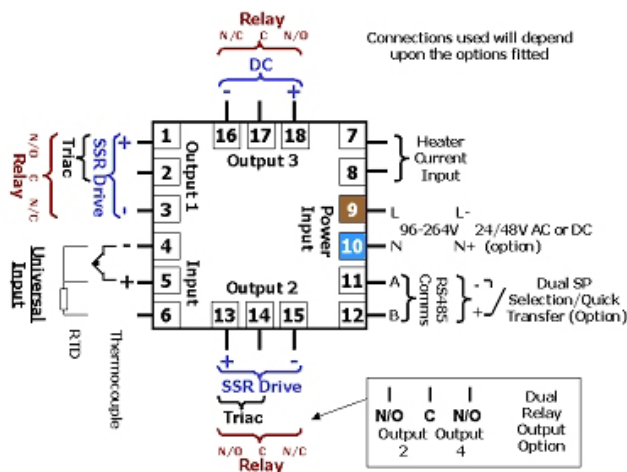 Relay
N/C C N/O
DC
- +
Connections used will depend
upon the options fitted
16 17 18
Output 3
1
2
3
4
5
6
Output 1
Input
+
-
SSR Drive
Triac
N/O C N/C
Relay
-
+
Universal
Input
RTD
Thermocouple
7
8
9
10
11
12
Power
Input
Heater
Current
Input
L L-
96-264V 24/48V AC or DC
N N+ (option)
A
B
RS485
Comms
-
+
Dual SP
Selection/Quick
Transfer (Option)
Output 2
13 14 15
+ -
SSR Drive
Triac
N/O C N/C
Relay
N/O C N/O
Output Output
2 4
Dual
Relay
Output
Option